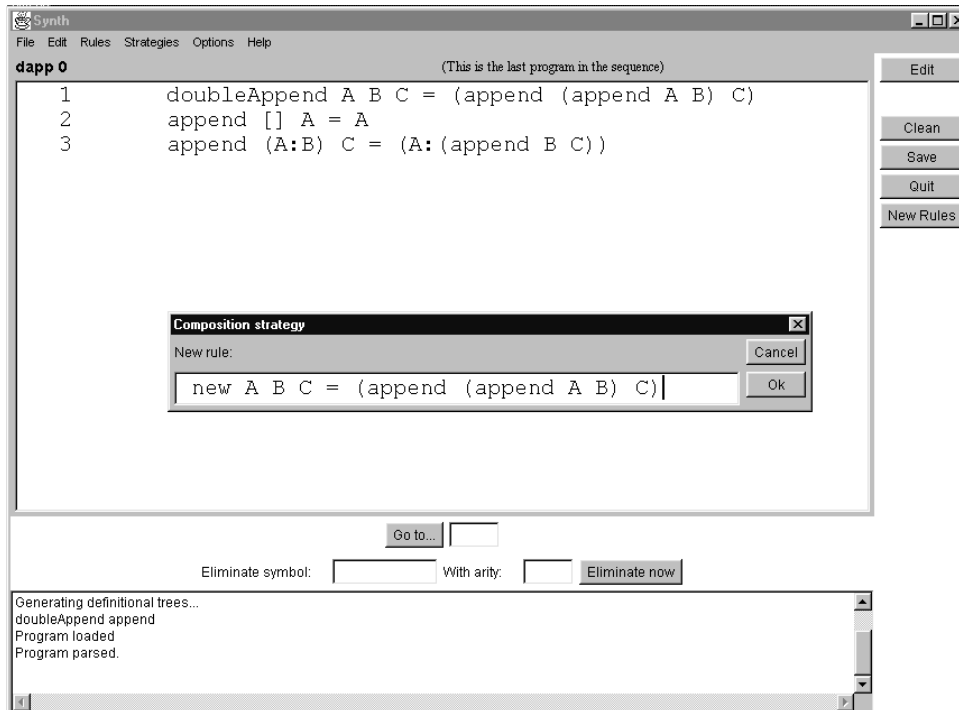 Synth
File Edit Rules Strategies Options Help
dapp 0 (This is the last program in the sequence) Edit
1 doubleAppend A B C = (append (append A B) C)
2 append [] A = A
3 append (A:B) C = (A:(append B C))
Clean
Save
Quit
New Rules
Composition strategy
New rule: Cancel
new A B C = (append (append A B) C) Ok
Go to...
Eliminate symbol: With arity: Eliminate now
Generating definitional trees...
doubleAppend append
Program loaded
Program parsed.